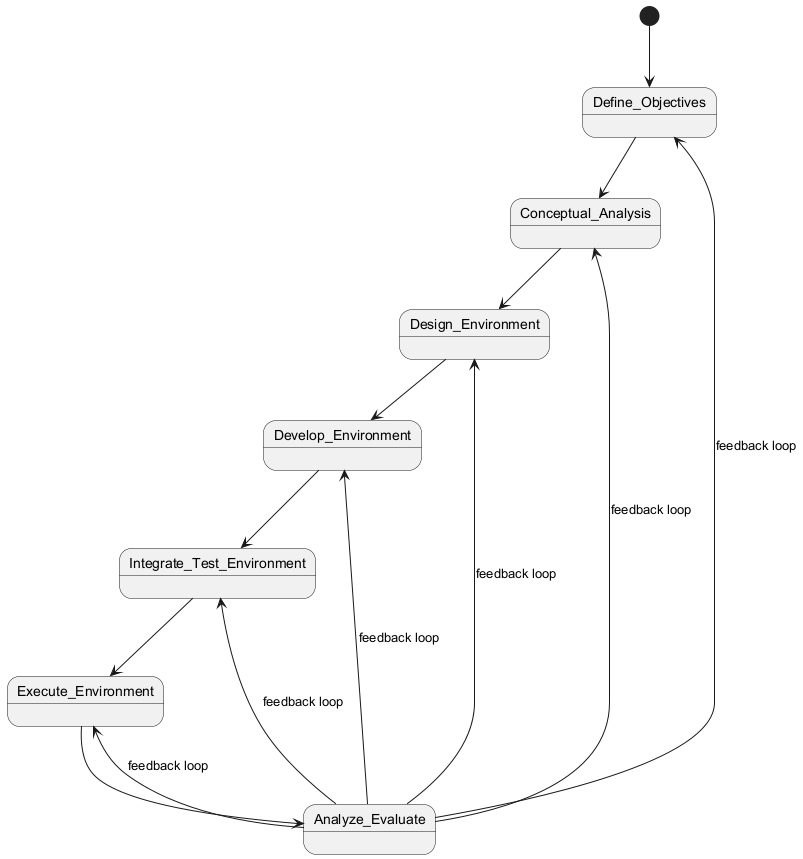 Define_Objectives
Conceptual_Analysis
Design_Environment
Develop_Environment
feedback loop
feedback loop
Integrate_Test_Environment
feedback loop
feedback loop
Execute_Environment
feedback loop
feedback loop
Analyze_Evaluate